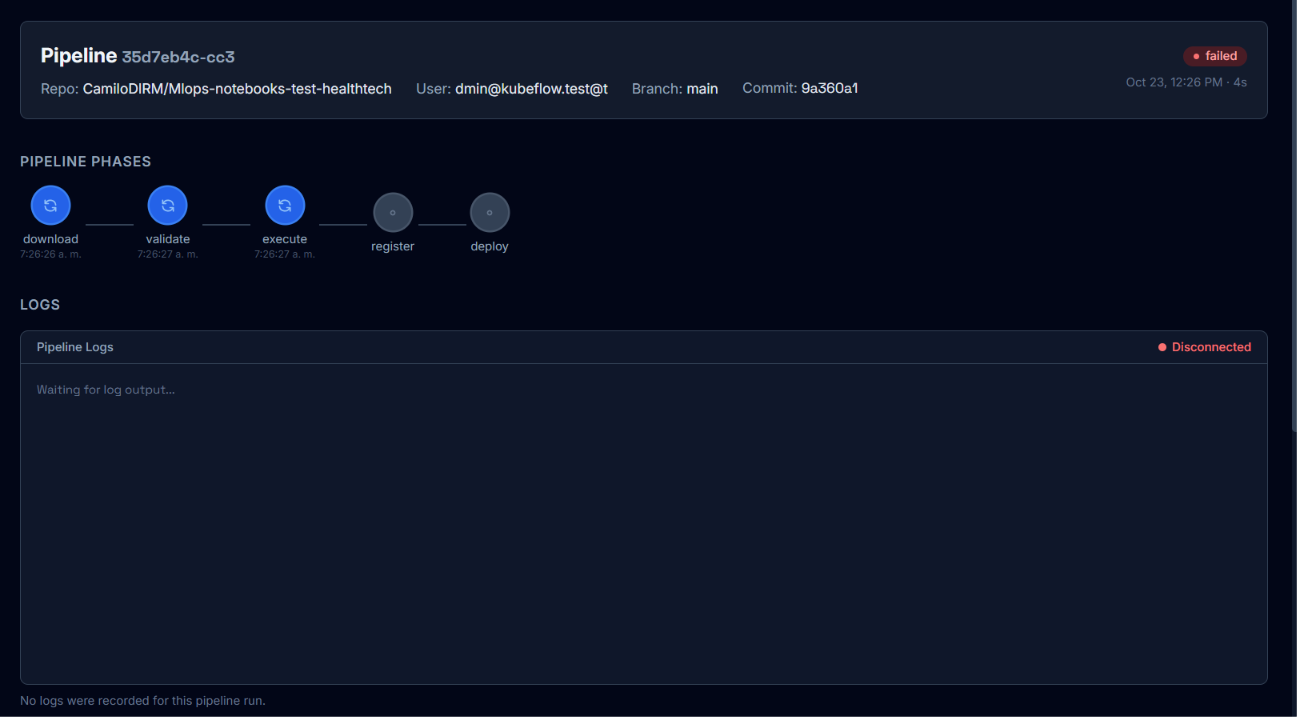 Pipeline 35d7eb4c-cc3
failed
Repo: CamiloDIRM/Mlops-notebooks-test-healthtech User: dmin@kubeflow.test@t Branch: main Commit: 9a360a1
Oct 23, 12:26 PM · 4s
PIPELINE PHASES
download validate execute register deploy
7:26:26 a. m. 7:26:27 a. m. 7:26:27 a. m.
LOGS
Pipeline Logs
Disconnected
Waiting for log output...
No logs were recorded for this pipeline run.